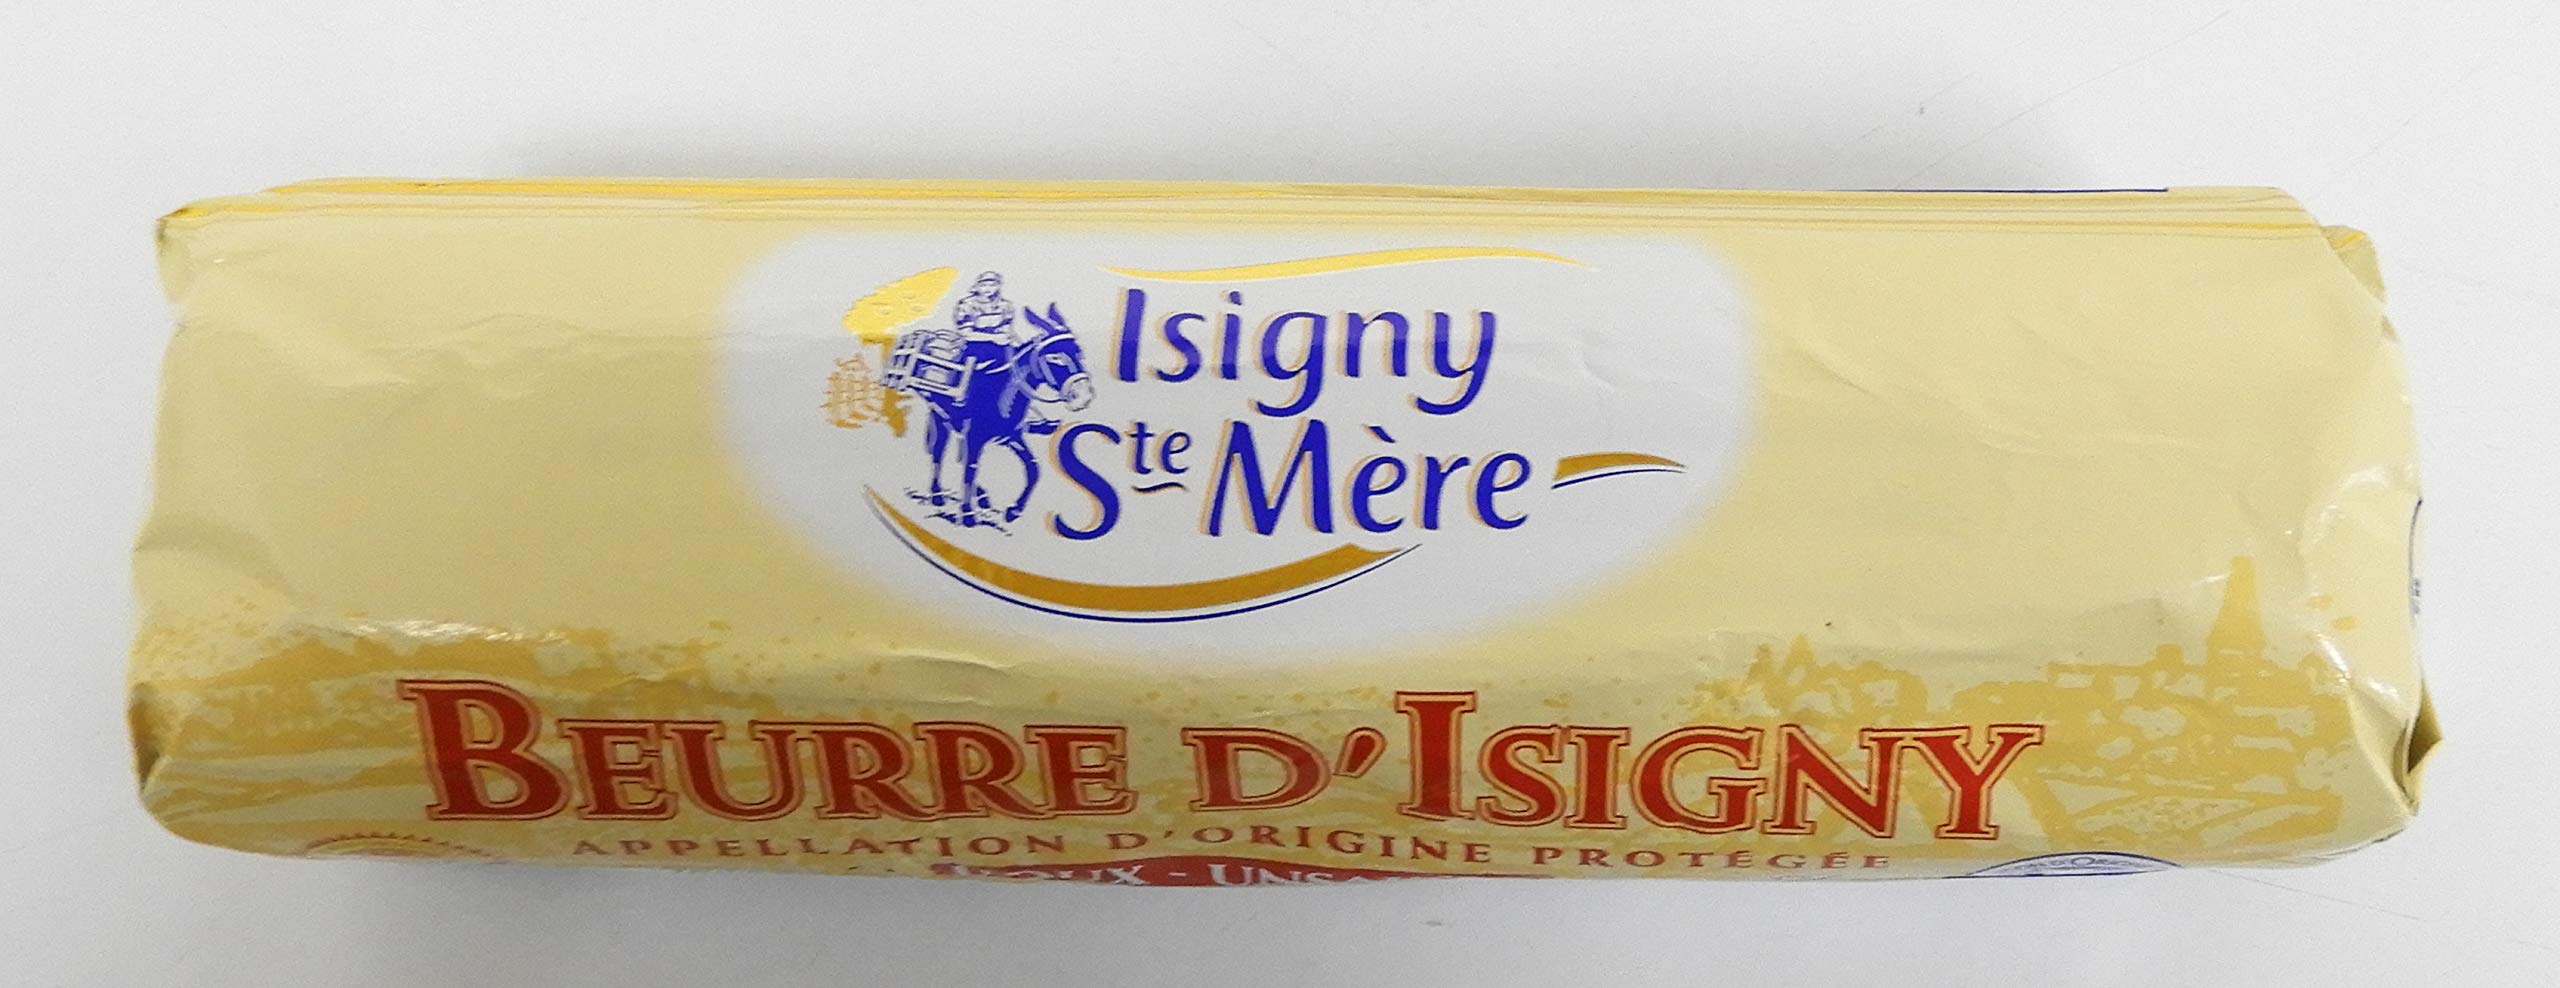 Isigny
Ste Mère
BEURRE D'ISIGNY
APPELLATION D'ORIGINE PROTÉGÉE